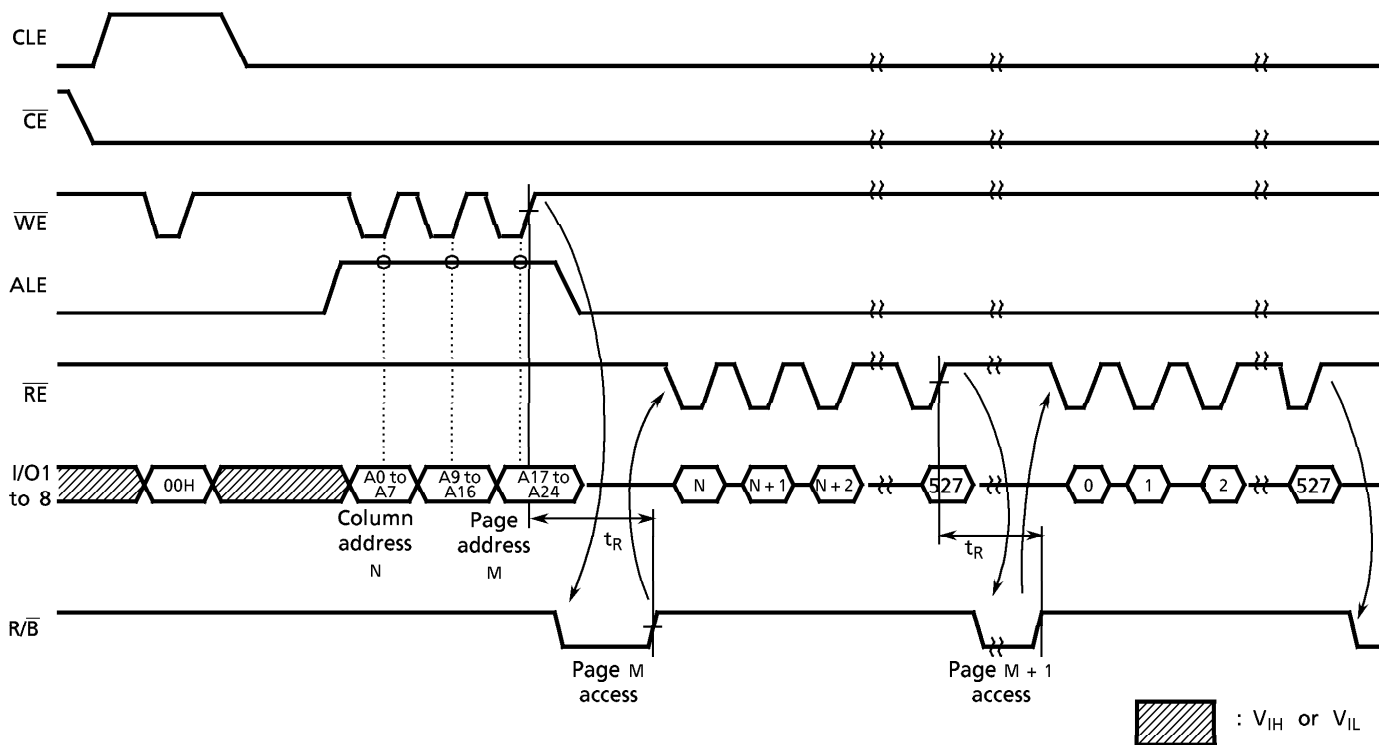 CLE
CE
WE
ALE
RE
I/O1
to 8
00H
A0 to
A7
A9 to
A16
A17 to
A24
N
N + 1
N + 2
527
0
1
2
527
Column
address
N
Page
address
M
tR
tR
R/B
Page M
access
Page M + 1
access
: VIH or VIL